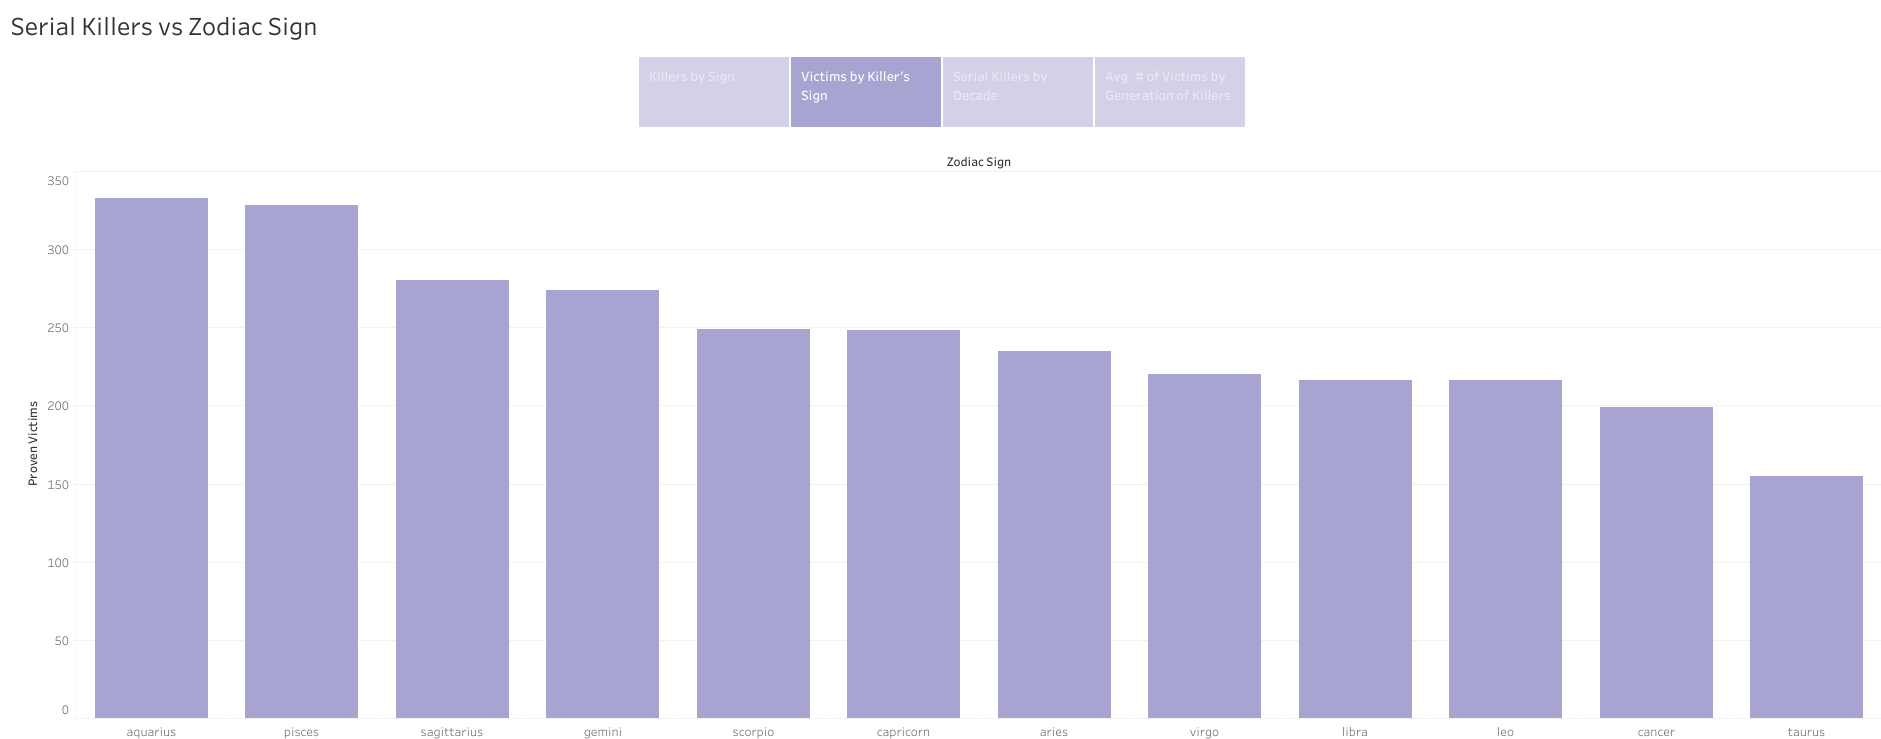 Serial Killers vs Zodiac Sign
Killers by Sign
Victims by Killer's
Sign
Serial Killers by
Decade
Avg. # of Victims by
Generation of Killers
Zodiac Sign
350
300
250
200
150
100
50
0
Proven Victims
aquarius
pisces
sagittarius
gemini
scorpio
capricorn
aries
virgo
libra
leo
cancer
taurus